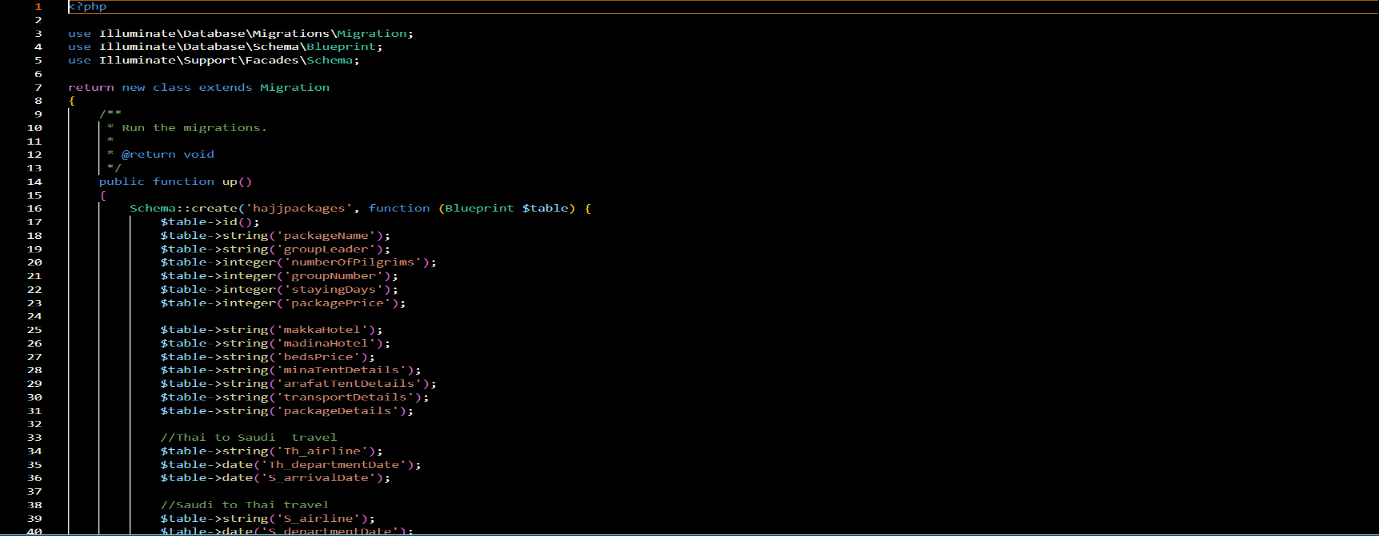 1 <?php
2
3 use Illuminate\Database\Migrations\Migration;
4 use Illuminate\Database\Schema\Blueprint;
5 use Illuminate\Support\Facades\Schema;
6
7 return new class extends Migration
8 {
9 /**
10 * Run the migrations.
11 *
12 * @return void
13 */
14 public function up()
15 {
16 Schema::create('hajjpackages', function (Blueprint $table) {
17 $table->id();
18 $table->string('packageName');
19 $table->string('groupLeader');
20 $table->integer('numberOfPilgrims');
21 $table->integer('groupNumber');
22 $table->integer('stayingDays');
23 $table->integer('packagePrice');
24
25 $table->string('makkaHotel');
26 $table->string('madinaHotel');
27 $table->string('bedsPrice');
28 $table->string('minaTentDetails');
29 $table->string('arafatTentDetails');
30 $table->string('transportDetails');
31 $table->string('packageDetails');
32
33 //Thai to Saudi  travel
34 $table->string('Th_airline');
35 $table->date('Th_departmentDate');
36 $table->date('S_arrivalDate');
37
38 //Saudi to Thai travel
39 $table->string('S_airline');
40 $table->date('S_departmentDate');